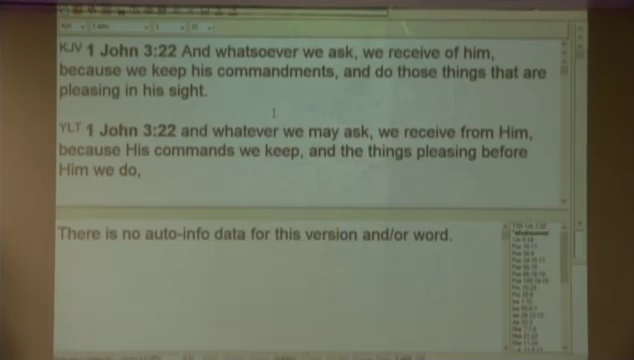 KJV 1 John 3:22 And whatsoever we ask, we receive of him,
because we keep his commandments, and do those things that are
pleasing in his sight.
YLT 1 John 3:22 and whatever we may ask, we receive from Him,
because His commands we keep, and the things pleasing before
Him we do,
There is no auto-info data for this version and/or word.